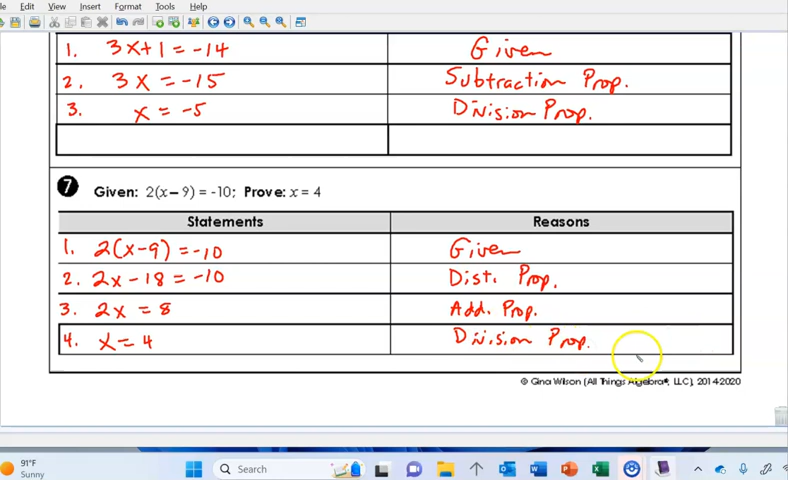 Edit View Insert Format Tools Help
1. 3x+1 = -14 Given
2. 3x = -15 Subtraction Prop.
3. x = -5 Division Prop.
7 Given: 2(x – 9) = -10; Prove: x = 4
Statements Reasons
1. 2(x-9) = -10 Given
2. 2x - 18 = -10 Dist. Prop.
3. 2x = 8 Add. Prop.
4. x = 4 Division Prop.
© Gina Wilson (All Things Algebra®, LLC), 2014-2020
91°F
Search
Sunny